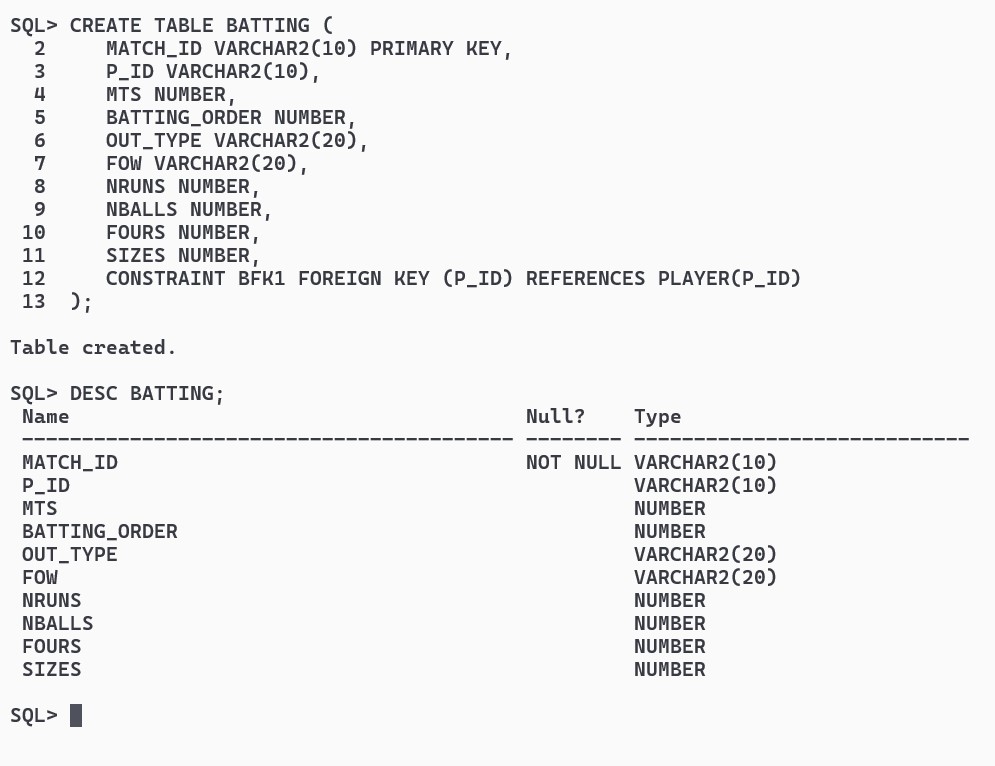 SQL> CREATE TABLE BATTING (
  2     MATCH_ID VARCHAR2(10) PRIMARY KEY,
  3     P_ID VARCHAR2(10),
  4     MTS NUMBER,
  5     BATTING_ORDER NUMBER,
  6     OUT_TYPE VARCHAR2(20),
  7     FOW VARCHAR2(20),
  8     NRUNS NUMBER,
  9     NBALLS NUMBER,
 10     FOURS NUMBER,
 11     SIZES NUMBER,
 12     CONSTRAINT BFK1 FOREIGN KEY (P_ID) REFERENCES PLAYER(P_ID)
 13  );
Table created.
SQL> DESC BATTING;
 Name                                      Null?    Type
 ----------------------------------------- -------- ----------------------------
 MATCH_ID                                  NOT NULL VARCHAR2(10)
 P_ID                                               VARCHAR2(10)
 MTS                                                NUMBER
 BATTING_ORDER                                      NUMBER
 OUT_TYPE                                           VARCHAR2(20)
 FOW                                                VARCHAR2(20)
 NRUNS                                              NUMBER
 NBALLS                                             NUMBER
 FOURS                                              NUMBER
 SIZES                                              NUMBER
SQL>